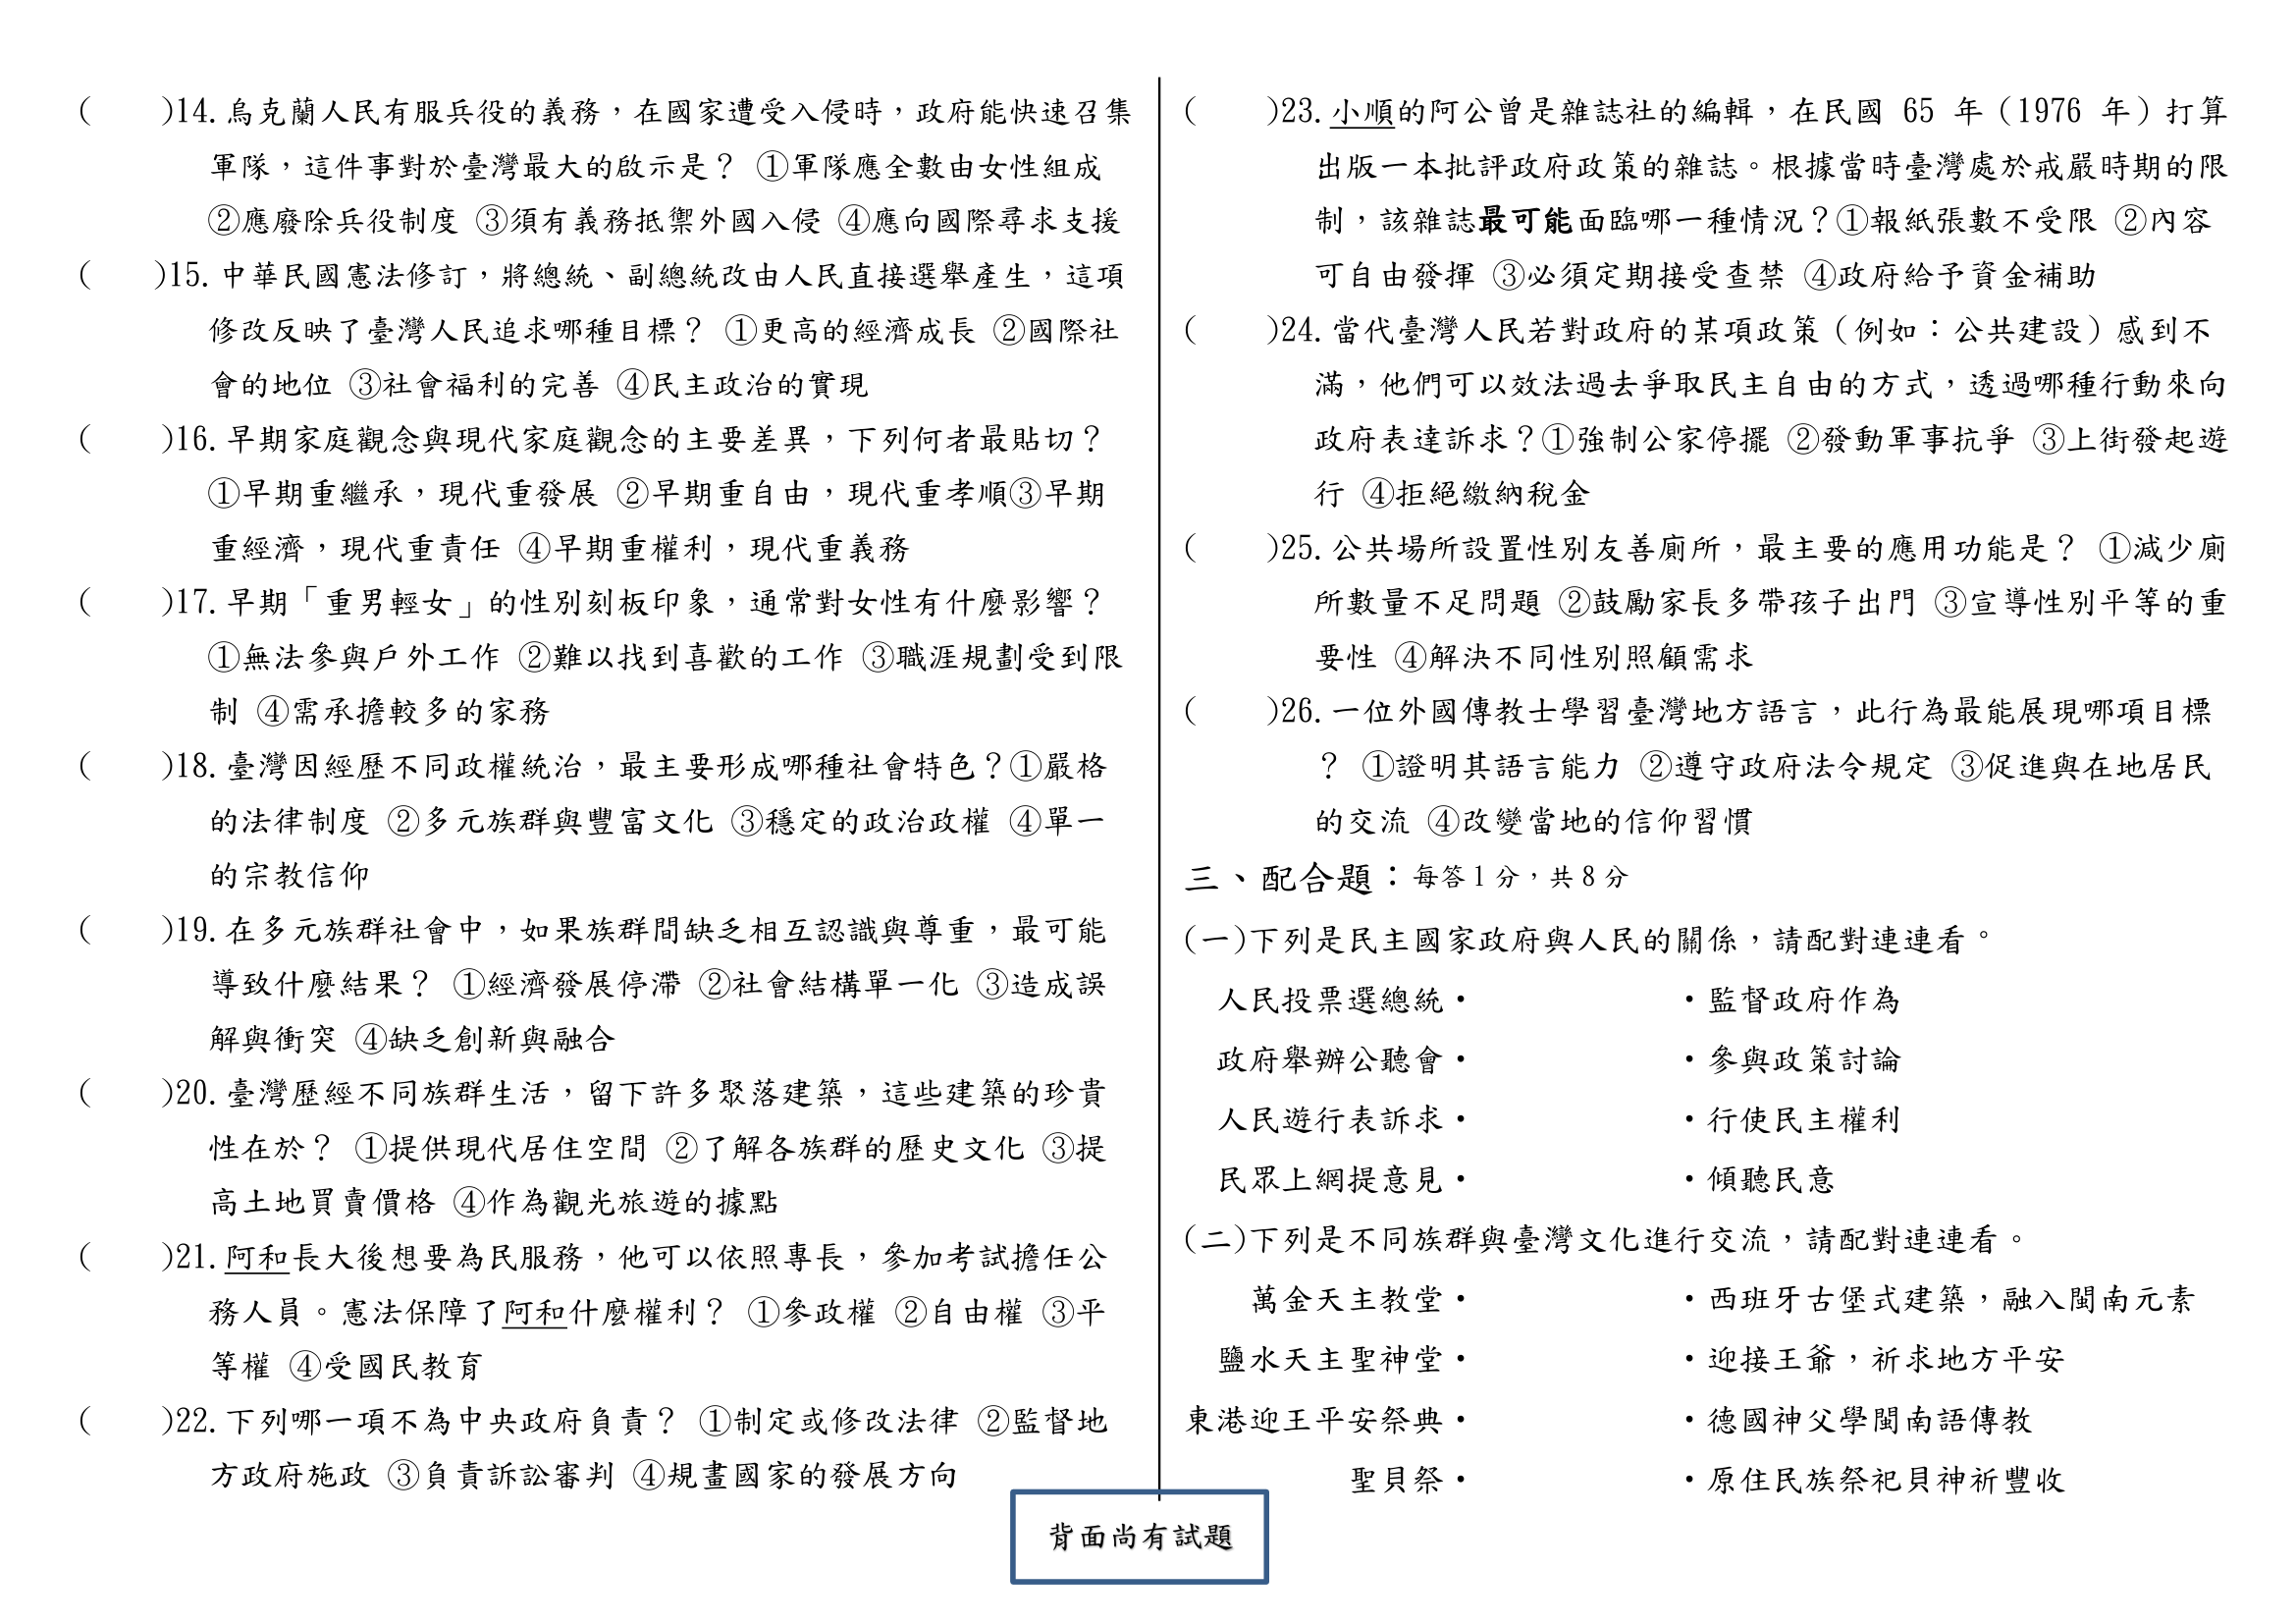 (　　)14.烏克蘭人民有服兵役的義務，在國家遭受入侵時，政府能快速召集
軍隊，這件事對於臺灣最大的啟示是？ ①軍隊應全數由女性組成
②應廢除兵役制度 ③須有義務抵禦外國入侵 ④應向國際尋求支援
(　　)15.中華民國憲法修訂，將總統、副總統改由人民直接選舉產生，這項
修改反映了臺灣人民追求哪種目標？ ①更高的經濟成長 ②國際社
會的地位 ③社會福利的完善 ④民主政治的實現
(　　)16.早期家庭觀念與現代家庭觀念的主要差異，下列何者最貼切？
①早期重繼承，現代重發展 ②早期重自由，現代重孝順③早期
重經濟，現代重責任 ④早期重權利，現代重義務
(　　)17.早期「重男輕女」的性別刻板印象，通常對女性有什麼影響？
①無法參與戶外工作 ②難以找到喜歡的工作 ③職涯規劃受到限
制 ④需承擔較多的家務
(　　)18.臺灣因經歷不同政權統治，最主要形成哪種社會特色？①嚴格
的法律制度 ②多元族群與豐富文化 ③穩定的政治政權 ④單一
的宗教信仰
(　　)19.在多元族群社會中，如果族群間缺乏相互認識與尊重，最可能
導致什麼結果？ ①經濟發展停滯 ②社會結構單一化 ③造成誤
解與衝突 ④缺乏創新與融合
(　　)20.臺灣歷經不同族群生活，留下許多聚落建築，這些建築的珍貴
性在於？ ①提供現代居住空間 ②了解各族群的歷史文化 ③提
高土地買賣價格 ④作為觀光旅遊的據點
(　　)21.阿和長大後想要為民服務，他可以依照專長，參加考試擔任公
務人員。憲法保障了阿和什麼權利？ ①參政權 ②自由權 ③平
等權 ④受國民教育
(　　)22.下列哪一項不為中央政府負責？ ①制定或修改法律 ②監督地
方政府施政 ③負責訴訟審判 ④規畫國家的發展方向
(　　)23.小順的阿公曾是雜誌社的編輯，在民國 65 年（1976 年）打算
出版一本批評政府政策的雜誌。根據當時臺灣處於戒嚴時期的限
制，該雜誌最可能面臨哪一種情況？①報紙張數不受限 ②內容
可自由發揮 ③必須定期接受查禁 ④政府給予資金補助
(　　)24.當代臺灣人民若對政府的某項政策（例如：公共建設）感到不
滿，他們可以效法過去爭取民主自由的方式，透過哪種行動來向
政府表達訴求？①強制公家停擺 ②發動軍事抗爭 ③上街發起遊
行 ④拒絕繳納稅金
(　　)25.公共場所設置性別友善廁所，最主要的應用功能是？ ①減少廁
所數量不足問題 ②鼓勵家長多帶孩子出門 ③宣導性別平等的重
要性 ④解決不同性別照顧需求
(　　)26.一位外國傳教士學習臺灣地方語言，此行為最能展現哪項目標
？ ①證明其語言能力 ②遵守政府法令規定 ③促進與在地居民
的交流 ④改變當地的信仰習慣
三、配合題：每答1分，共8分
(一)下列是民主國家政府與人民的關係，請配對連連看。
人民投票選總統・　　　　・監督政府作為
政府舉辦公聽會・　　　　・參與政策討論
人民遊行表訴求・　　　　・行使民主權利
民眾上網提意見・　　　　・傾聽民意
(二)下列是不同族群與臺灣文化進行交流，請配對連連看。
萬金天主教堂・　　　　・西班牙古堡式建築，融入閩南元素
鹽水天主聖神堂・　　　　・迎接王爺，祈求地方平安
東港迎王平安祭典・　　　　・德國神父學閩南語傳教
聖貝祭・　　　　・原住民族祭祀貝神祈豐收
背面尚有試題